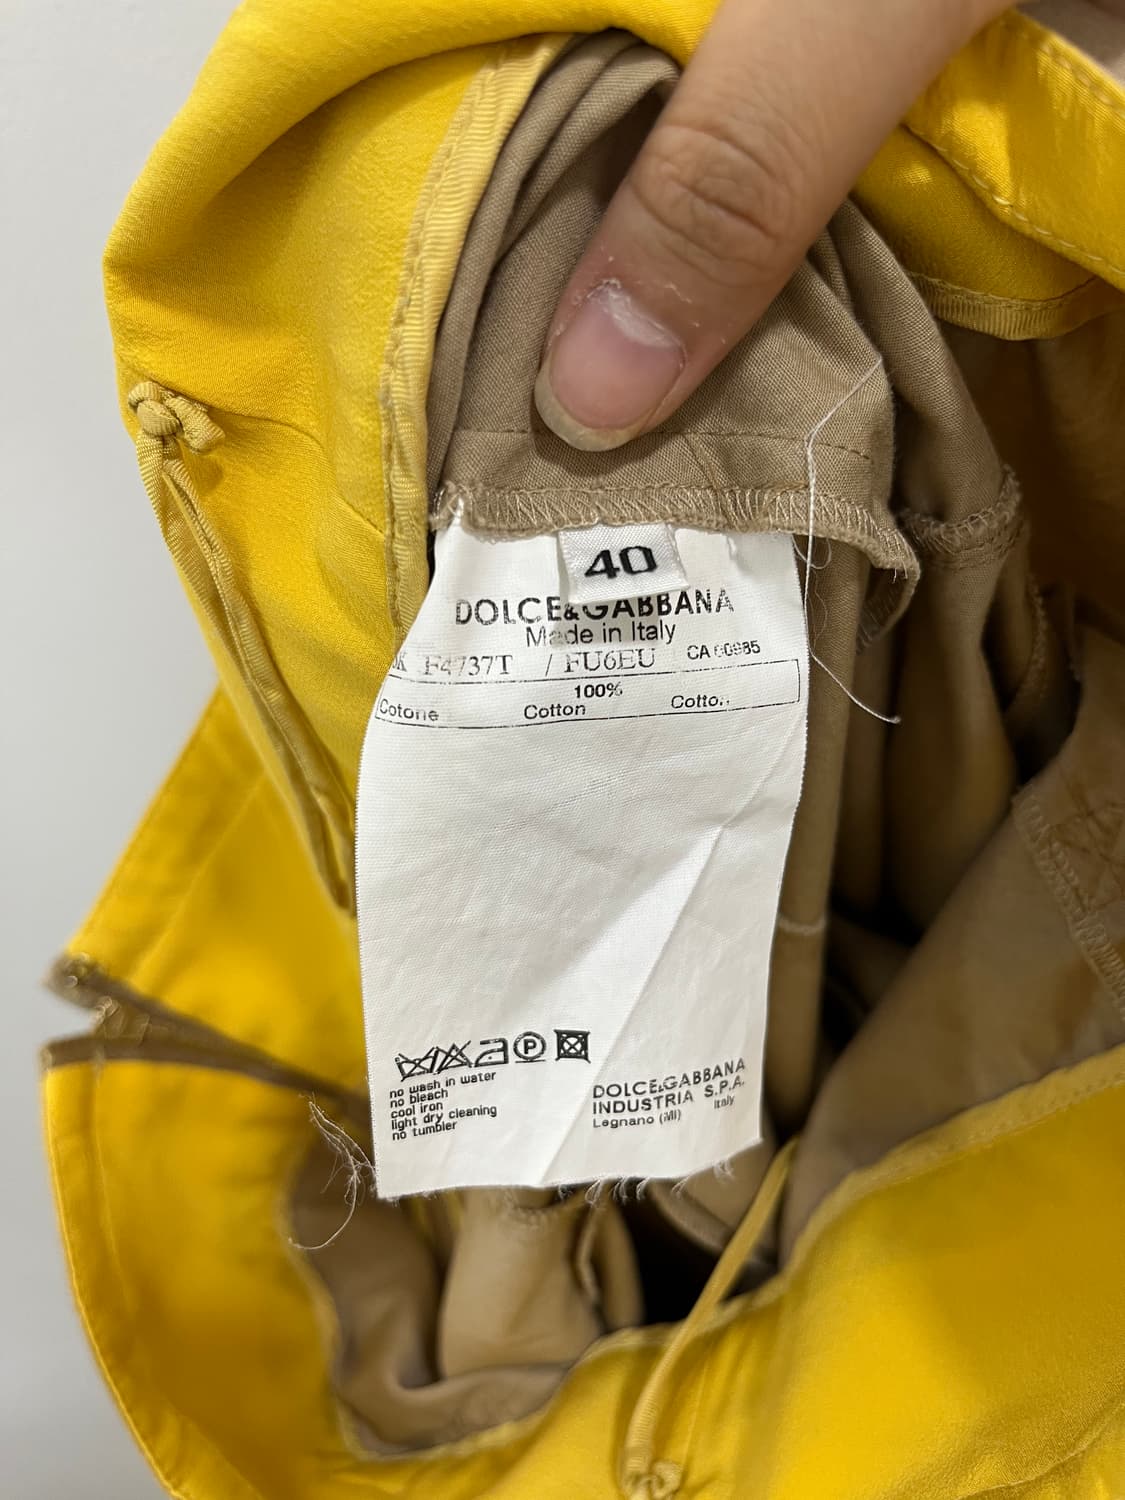 40
DOLCE&GABBANA
Made in Italy
F4737T / FU6EU CA 00985
100%
Cotone Cotton Cotton
P
no wash in water
no bleach
cool iron
light dry cleaning
no tumbler
DOLCE&GABBANA
INDUSTRIA S.P.A.
Legnano (MI) Italy